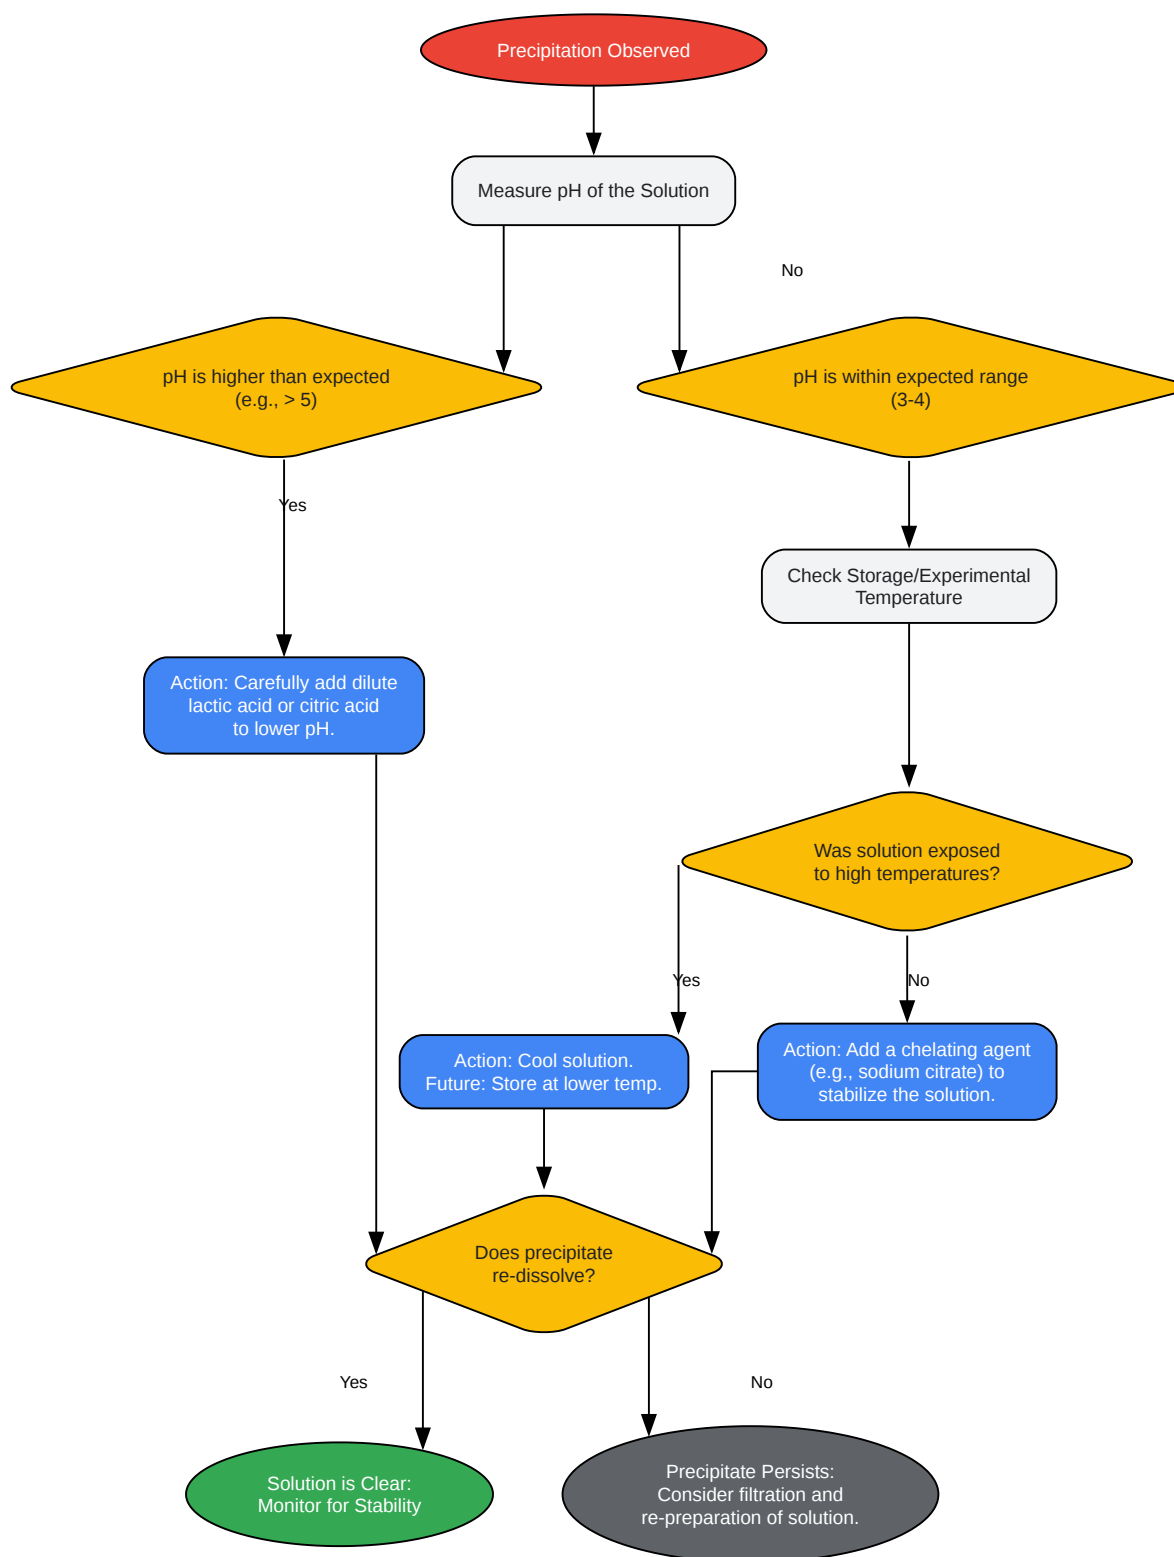 Precipitation Observed
Measure pH of the Solution
No
pH is higher than expected
(e.g., > 5)
pH is within expected range
(3-4)
Yes
Check Storage/Experimental
Temperature
Action: Carefully add dilute
lactic acid or citric acid
to lower pH.
Was solution exposed
to high temperatures?
Yes
No
Action: Cool solution.
Future: Store at lower temp.
Action: Add a chelating agent
(e.g., sodium citrate) to
stabilize the solution.
Does precipitate
re-dissolve?
Yes
No
Solution is Clear:
Monitor for Stability
Precipitate Persists:
Consider filtration and
re-preparation of solution.